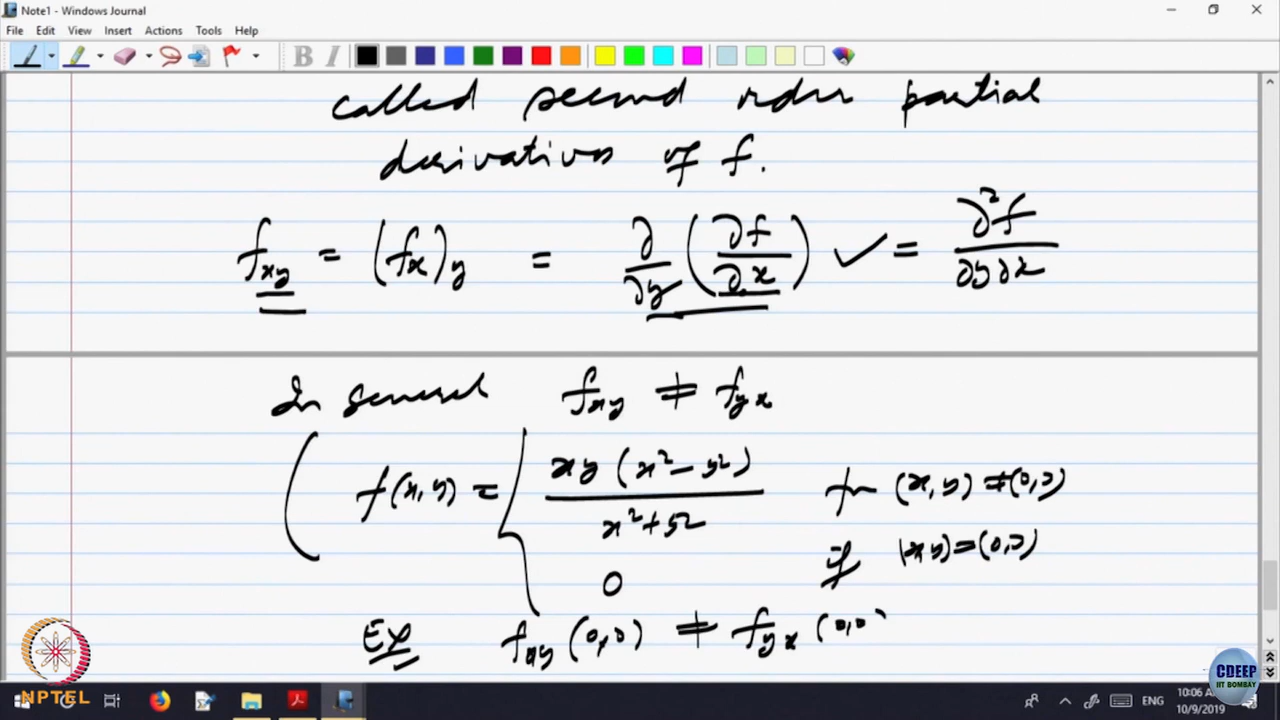 Note1 - Windows Journal
File Edit View Insert Actions Tools Help
B I
called second order partial
derivatives of f.
f_xy = (f_x)_y = ∂/∂y (∂f/∂x) ✓ = ∂²f/∂y∂x
In general f_xy ≠ f_yx
f(x,y) = { xy(x²-y²)/(x²+y²) for (x,y) ≠ (0,0)
0 if (x,y) = (0,0)
Ex f_xy(0,0) ≠ f_yx(0,0)
NPTEL
CDEEP
IIT BOMBAY
ENG
10:06 A
10/9/2019